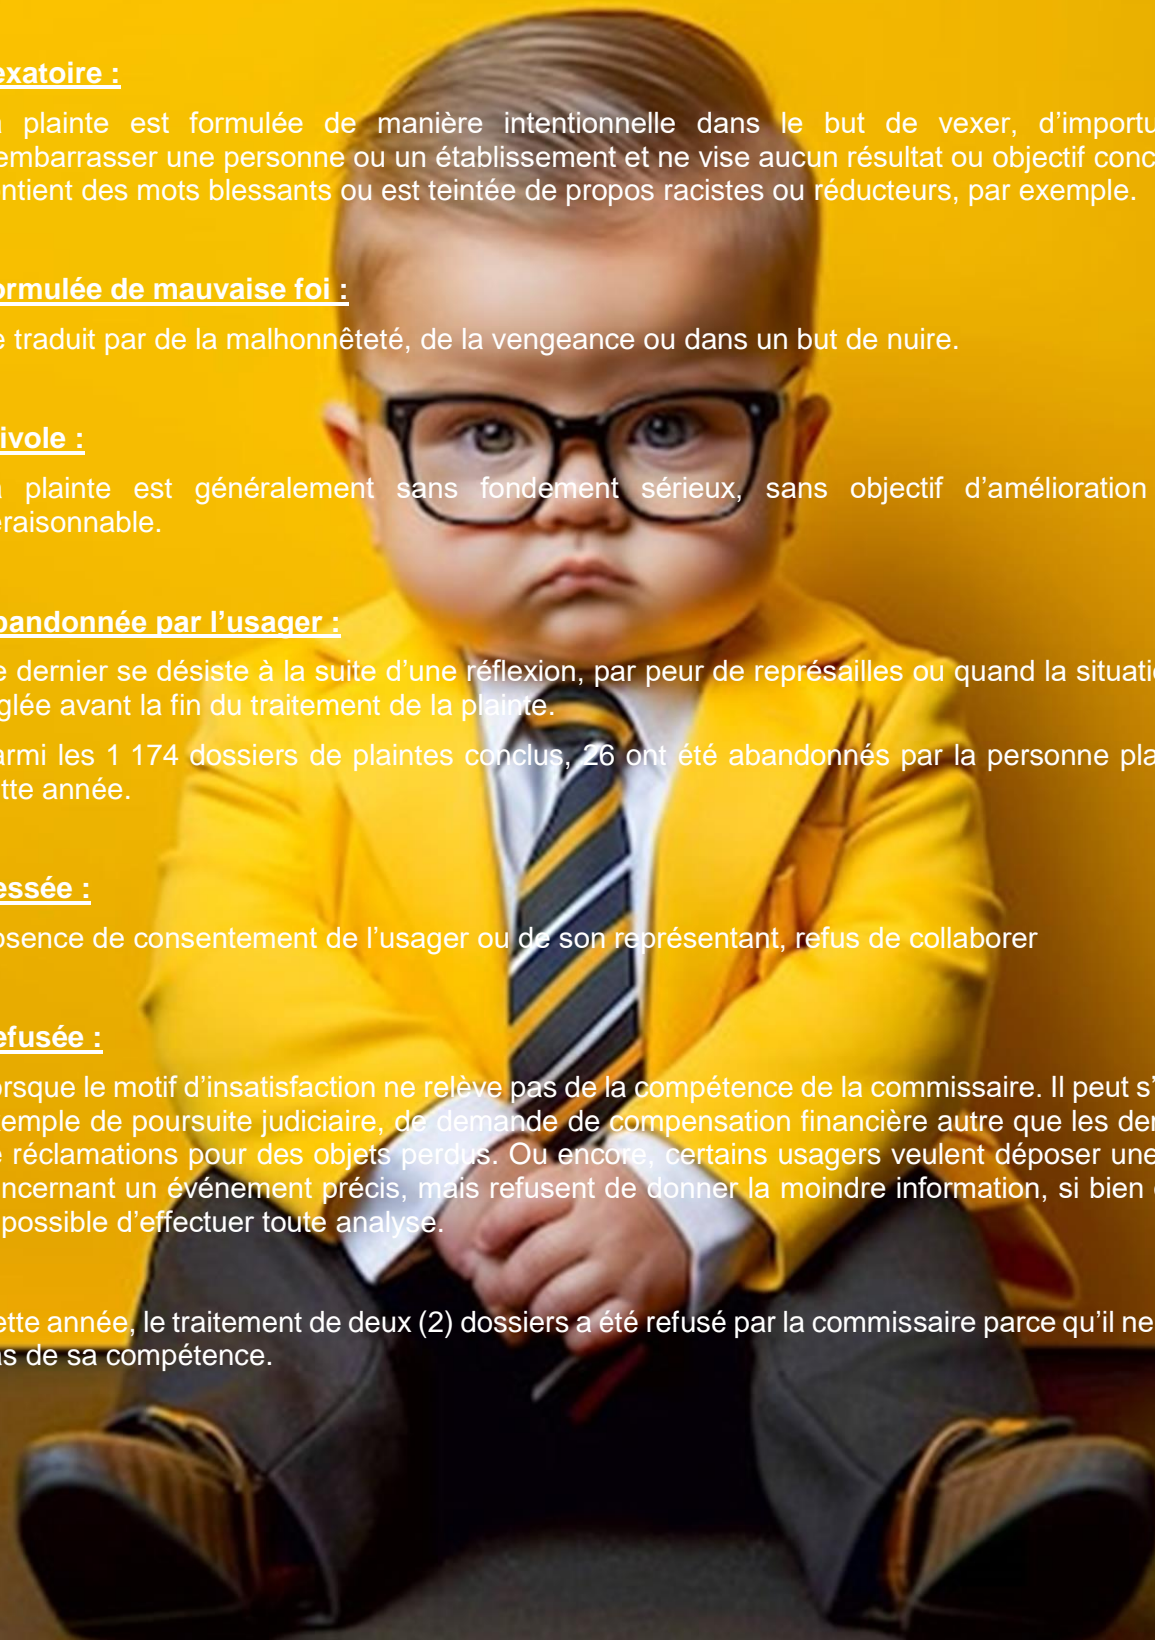 exatoire :
plainte est formulée de manière intentionnelle dans le but de vexer, d’importu
embarrasser une personne ou un établissement et ne vise aucun résultat ou objectif conc
ntient des mots blessants ou est teintée de propos racistes ou réducteurs, par exemple.
ormulée de mauvaise foi :
e traduit par de la malhonnêteté, de la vengeance ou dans un but de nuire.
ivole :
plainte est généralement sans fondement sérieux, sans objectif d’amélioration
éraisonnable.
bandonnée par l’usager :
e dernier se désiste à la suite d’une réflexion, par peur de représailles ou quand la situati
glée avant la fin du traitement de la plainte.
armi les 1 174 dossiers de plaintes conclus, 26 ont été abandonnés par la personne pla
tte année.
essée :
bsence de consentement de l’usager ou de son représentant, refus de collaborer
efusée :
orsque le motif d’insatisfaction ne relève pas de la compétence de la commissaire. Il peut s’
emple de poursuite judiciaire, de demande de compensation financière autre que les der
e réclamations pour des objets perdus. Ou encore, certains usagers veulent déposer une
ncernant un événement précis, mais refusent de donner la moindre information, si bien
possible d’effectuer toute analyse.
ette année, le traitement de deux (2) dossiers a été refusé par la commissaire parce qu’il ne
as de sa compétence.